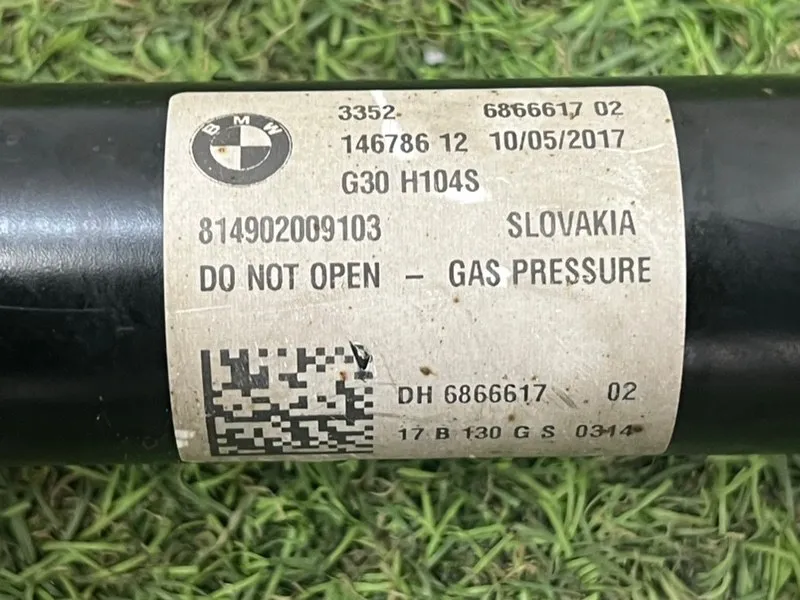 BMW
3352- 6866617 02
146786 12 10/05/2017
G30 H104S
814902009103 SLOVAKIA
DO NOT OPEN – GAS PRESSURE
DH 6866617 02
17 B 130 G S 0314